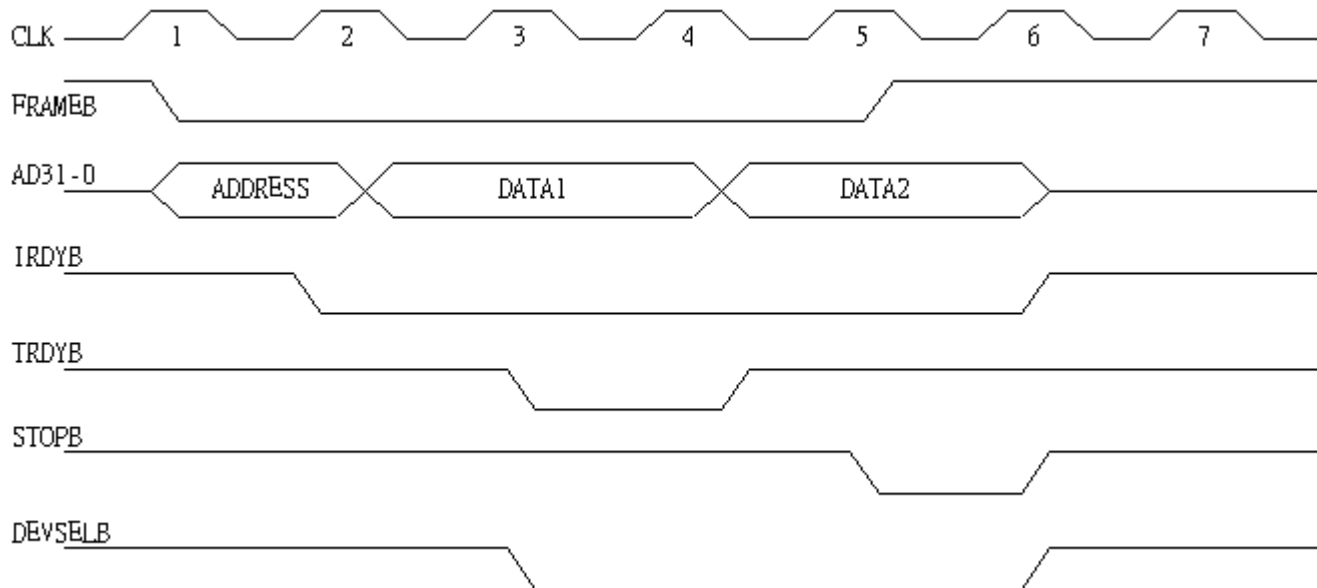 CLK 1 2 3 4 5 6 7
FRAMEB
AD31-0 ADDRESS DATA1 DATA2
IRDYB
TRDYB
STOPB
DEVSELB